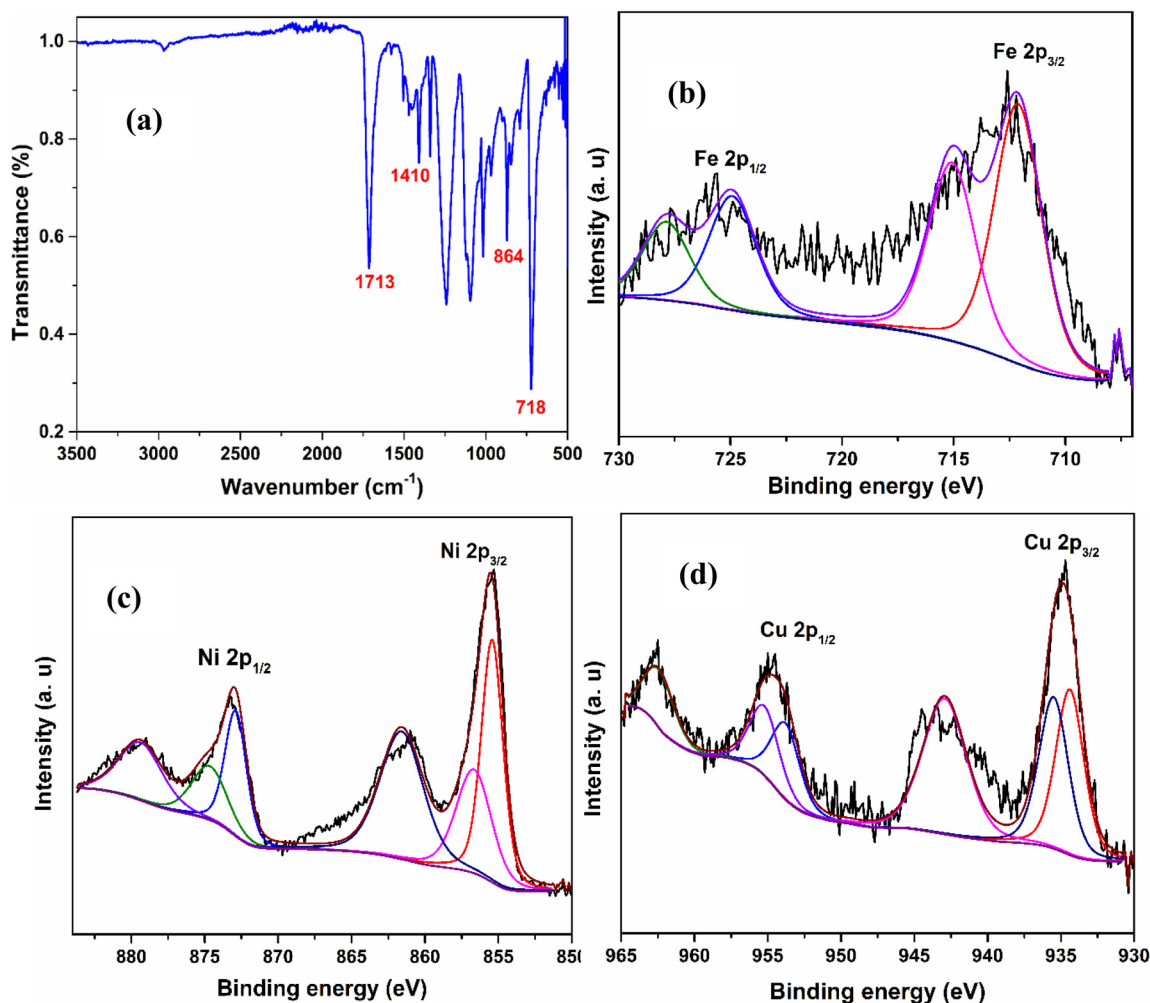 (a)
Transmittance (%)
1.0
0.8
0.6
0.4
0.2
1713
1410
864
718
3500 3000 2500 2000 1500 1000 500
Wavenumber (cm⁻¹)
(b)
Fe 2p₃/₂
Fe 2p₁/₂
Intensity (a. u)
730 725 720 715 710
Binding energy (eV)
(c)
Ni 2p₃/₂
Ni 2p₁/₂
Intensity (a. u)
880 875 870 865 860 855 850
Binding energy (eV)
(d)
Cu 2p₃/₂
Cu 2p₁/₂
Intensity (a. u)
965 960 955 950 945 940 935 930
Binding energy (eV)